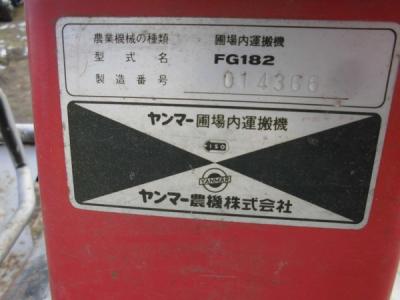 農業機械の種類 圃場内運搬機
型式名 FG182
製造番号 014366
ヤンマー圃場内運搬機
ISO
YANMAR
ヤンマー農機株式会社